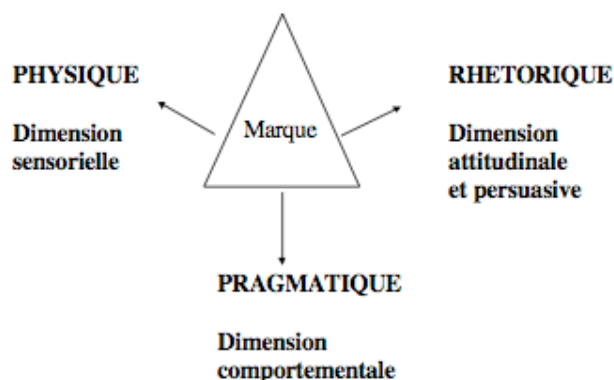 PHYSIQUE
Dimension
sensorielle
Marque
RHETORIQUE
Dimension
attitudinale
et persuasive
PRAGMATIQUE
Dimension
comportementale